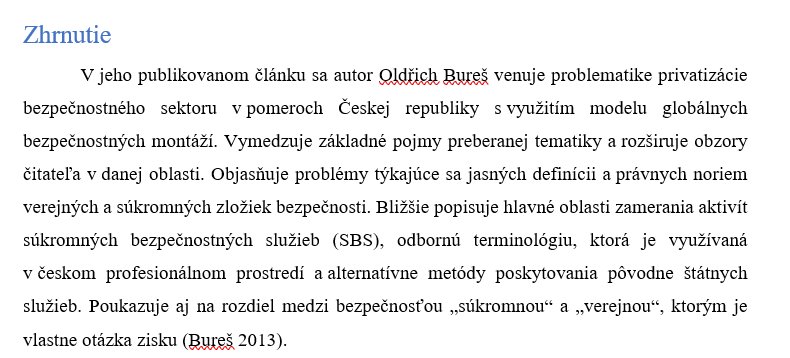 Zhrnutie
V jeho publikovanom článku sa autor Oldřich Bureš venuje problematike privatizácie
bezpečnostného sektoru v pomeroch Českej republiky s využitím modelu globálnych
bezpečnostných montáží. Vymedzuje základné pojmy preberanej tematiky a rozširuje obzory
čitateľa v danej oblasti. Objasňuje problémy týkajúce sa jasných definícii a právnych noriem
verejných a súkromných zložiek bezpečnosti. Bližšie popisuje hlavné oblasti zamerania aktivít
súkromných bezpečnostných služieb (SBS), odbornú terminológiu, ktorá je využívaná
v českom profesionálnom prostredí a alternatívne metódy poskytovania pôvodne štátnych
služieb. Poukazuje aj na rozdiel medzi bezpečnosťou „súkromnou“ a „verejnou“, ktorým je
vlastne otázka zisku (Bureš 2013).